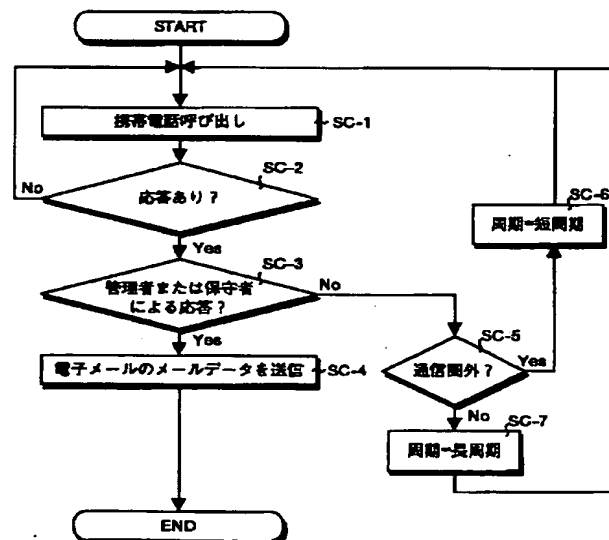 START
携帯電話呼び出し
SC-1
SC-2
No
応答あり？
Yes
SC-3
管理者または保守者
による応答？
No
Yes
電子メールのメールデータを送信
SC-4
SC-5
通信圏外？
Yes
No
SC-6
周期=短周期
SC-7
周期=長周期
END